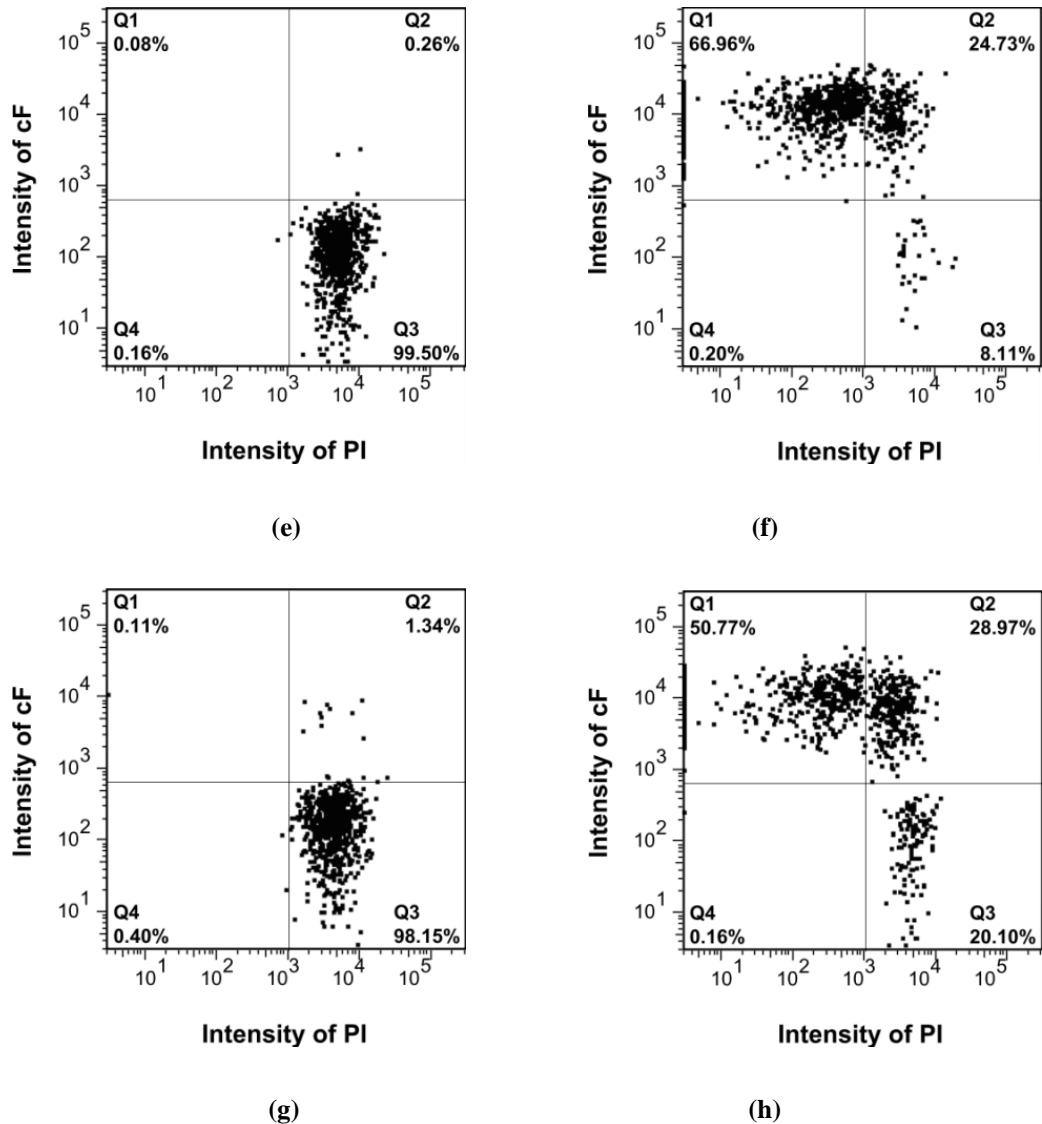 Q1 Q2
0.08% 0.26%
10^5
10^4
10^3
10^2
10^1
Intensity of cF
Q4 Q3
0.16% 99.50%
10^1 10^2 10^3 10^4 10^5
Intensity of PI
(e)
Q1 Q2
66.96% 24.73%
10^5
10^4
10^3
10^2
10^1
Intensity of cF
Q4 Q3
0.20% 8.11%
10^1 10^2 10^3 10^4 10^5
Intensity of PI
(f)
Q1 Q2
0.11% 1.34%
10^5
10^4
10^3
10^2
10^1
Intensity of cF
Q4 Q3
0.40% 98.15%
10^1 10^2 10^3 10^4 10^5
Intensity of PI
(g)
Q1 Q2
50.77% 28.97%
10^5
10^4
10^3
10^2
10^1
Intensity of cF
Q4 Q3
0.16% 20.10%
10^1 10^2 10^3 10^4 10^5
Intensity of PI
(h)